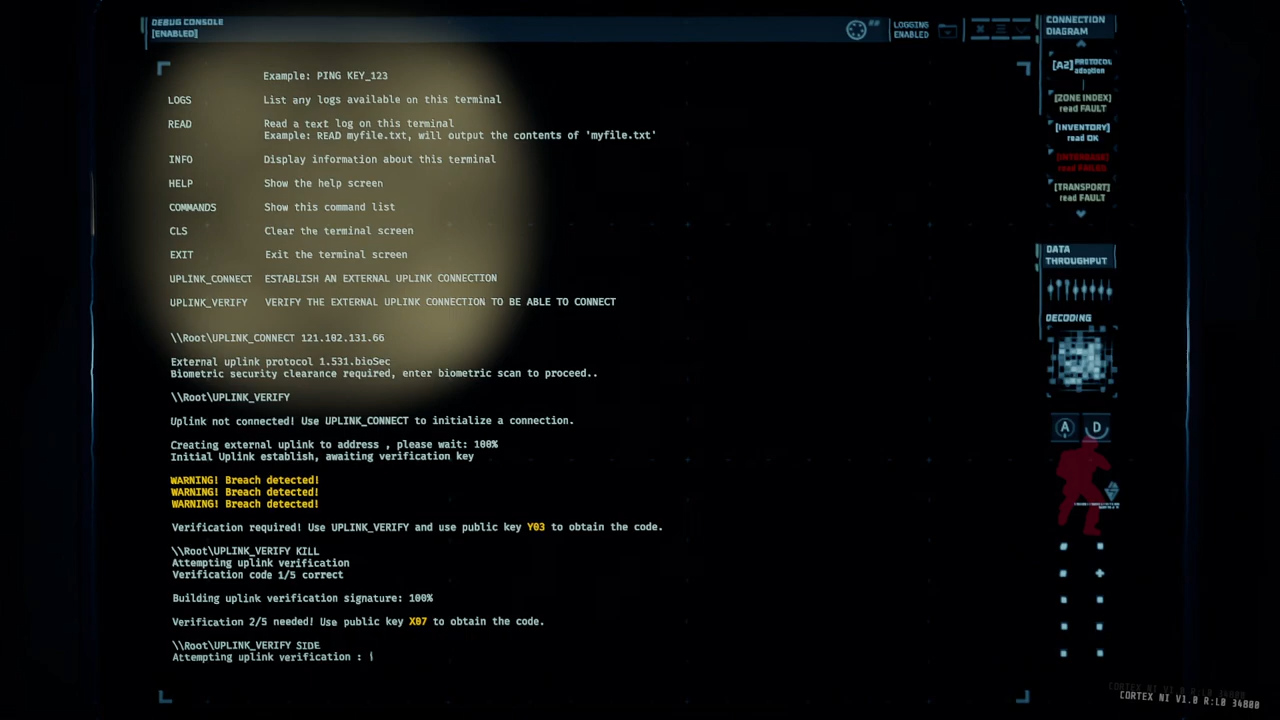 DEBUG CONSOLE
[ENABLED]
LOGGING
ENABLED
Example: PING KEY_123
LOGS List any logs available on this terminal
READ Read a text log on this terminal
Example: READ myfile.txt, will output the contents of 'myfile.txt'
INFO Display information about this terminal
HELP Show the help screen
COMMANDS Show this command list
CLS Clear the terminal screen
EXIT Exit the terminal screen
UPLINK_CONNECT ESTABLISH AN EXTERNAL UPLINK CONNECTION
UPLINK_VERIFY VERIFY THE EXTERNAL UPLINK CONNECTION TO BE ABLE TO CONNECT
\\Root\UPLINK_CONNECT 121.102.131.66
External uplink protocol 1.531.bioSec
Biometric security clearance required, enter biometric scan to proceed..
\\Root\UPLINK_VERIFY
Uplink not connected! Use UPLINK_CONNECT to initialize a connection.
Creating external uplink to address , please wait: 100%
Initial Uplink establish, awaiting verification key
WARNING! Breach detected!
WARNING! Breach detected!
WARNING! Breach detected!
Verification required! Use UPLINK_VERIFY and use public key Y03 to obtain the code.
\\Root\UPLINK_VERIFY KILL
Attempting uplink verification
Verification code 1/5 correct
Building uplink verification signature: 100%
Verification 2/5 needed! Use public key X07 to obtain the code.
\\Root\UPLINK_VERIFY SIDE
Attempting uplink verification :
CONNECTION
DIAGRAM
[A2] PROTOCOL
adaption
[ZONE INDEX]
read FAULT
[INVENTORY]
read OK
read FAILED
[TRANSPORT]
read FAULT
DATA
THROUGHPUT
DECODING
A D
CORTEX NI V1.0 R:L0 34800